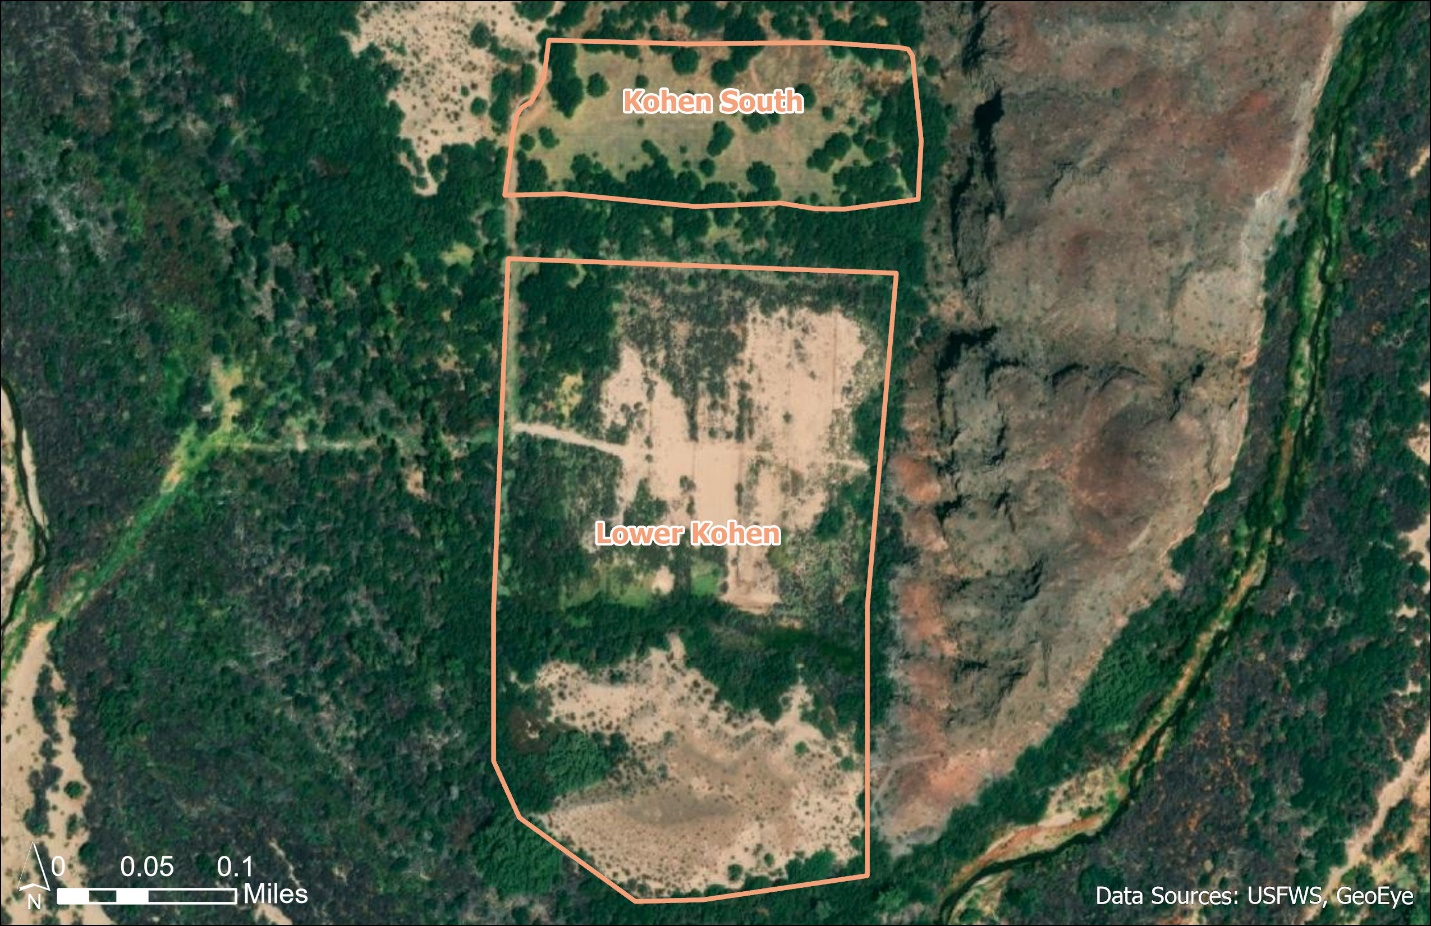 Kohen South
Lower Kohen
0 0.05 0.1
Miles
N
Data Sources: USFWS, GeoEye